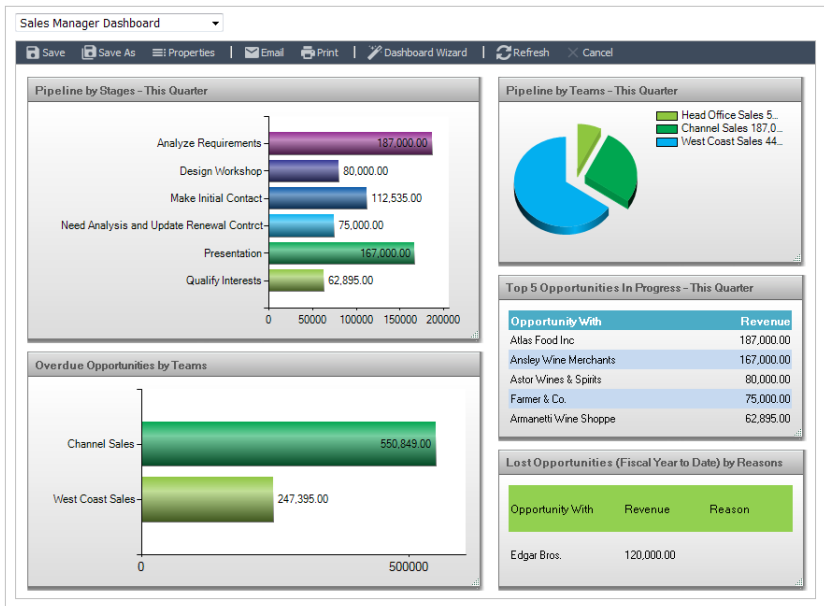 Sales Manager Dashboard
Save Save As Properties Email Print Dashboard Wizard Refresh Cancel
Pipeline by Stages - This Quarter
Analyze Requirements 187,000.00
Design Workshop 80,000.00
Make Initial Contact 112,535.00
Need Analysis and Update Renewal Contrct 75,000.00
Presentation 167,000.00
Qualify Interests 62,895.00
0 50000 100000 150000 200000
Overdue Opportunities by Teams
Channel Sales 550,849.00
West Coast Sales 247,395.00
0 500000
Pipeline by Teams - This Quarter
Head Office Sales 5...
Channel Sales 187,0...
West Coast Sales 44...
Top 5 Opportunities In Progress - This Quarter
Opportunity With Revenue
Atlas Food Inc 187,000.00
Ansley Wine Merchants 167,000.00
Astor Wines & Spirits 80,000.00
Farmer & Co. 75,000.00
Armanetti Wine Shoppe 62,895.00
Lost Opportunities (Fiscal Year to Date) by Reasons
Opportunity With Revenue Reason
Edgar Bros. 120,000.00